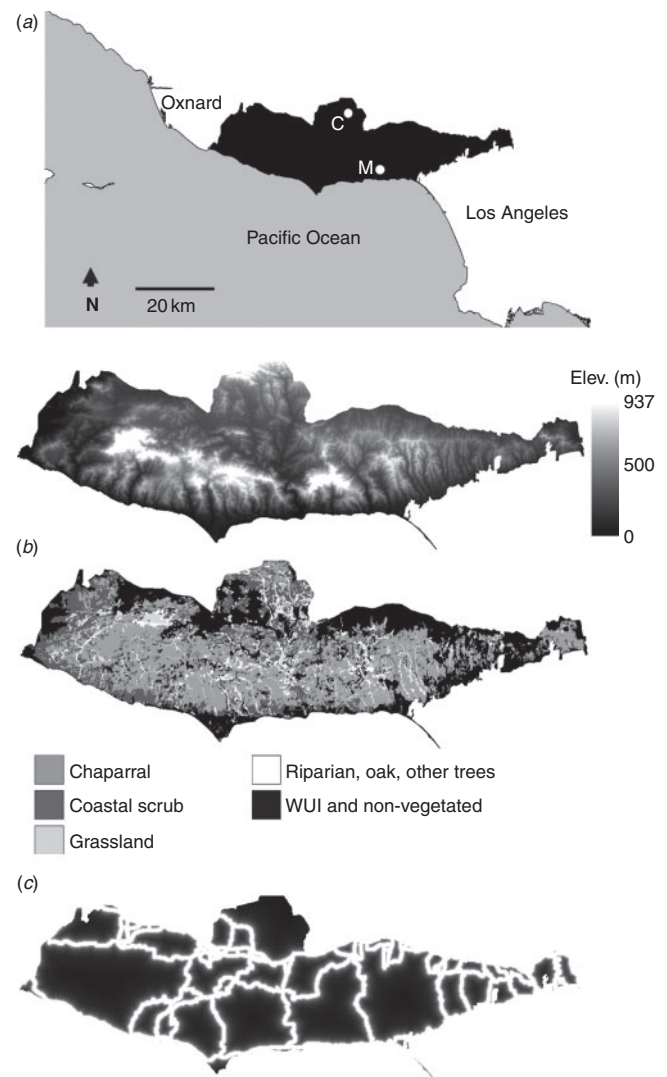 (a)
Oxnard
C
M
Los Angeles
Pacific Ocean
N
20 km
Elev. (m)
937
500
0
(b)
Chaparral
Riparian, oak, other trees
Coastal scrub
WUI and non-vegetated
Grassland
(c)